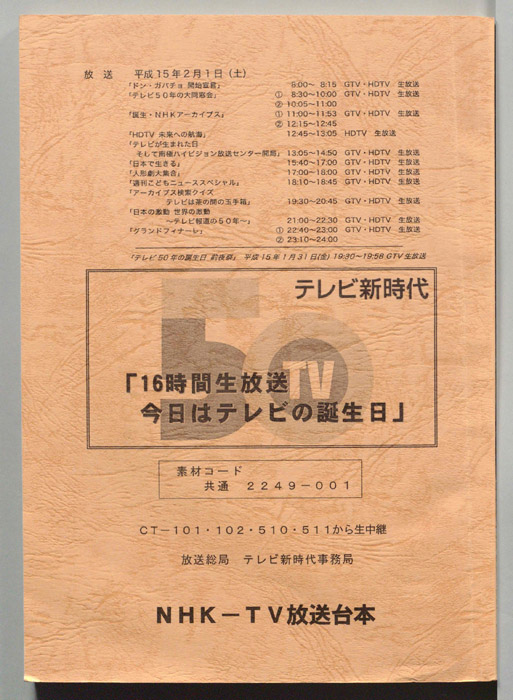 放 送　平成15年2月1日（土）
「ドン・ガバチョ 開始宣言」　8:00～ 8:15 GTV・HDTV 生放送
「テレビ50年の大同窓会」　① 8:30～10:00 GTV・HDTV 生放送
② 10:05～11:00
「誕生・NHKアーカイブス」　① 11:00～11:53 GTV・HDTV 生放送
② 12:15～12:45
「HDTV 未来への航海」　12:45～13:05 HDTV 生放送
「テレビが生まれた日
そして南極ハイビジョン放送センター開局」 13:05～14:50 GTV・HDTV 生放送
「日本で生きる」　15:40～17:00 GTV・HDTV 生放送
「人形劇大集合」　17:00～18:00 GTV・HDTV 生放送
「週刊こどもニューススペシャル」　18:10～18:45 GTV・HDTV 生放送
「アーカイブス検索クイズ
テレビは茶の間の玉手箱」　19:30～20:45 GTV・HDTV 生放送
「日本の激動 世界の激動
～テレビ報道の50年～」　21:00～22:30 GTV・HDTV 生放送
「グランドフィナーレ」　① 22:40～23:00 GTV・HDTV 生放送
② 23:10～24:00
「テレビ50年の誕生日 前夜祭」 平成15年1月31日(金) 19:30～19:58 GTV生放送
テレビ新時代
50
TV
「16時間生放送
今日はテレビの誕生日」
素材コード
共通　2249－001
CT－101・102・510・511から生中継
放送総局　テレビ新時代事務局
NHK－TV放送台本